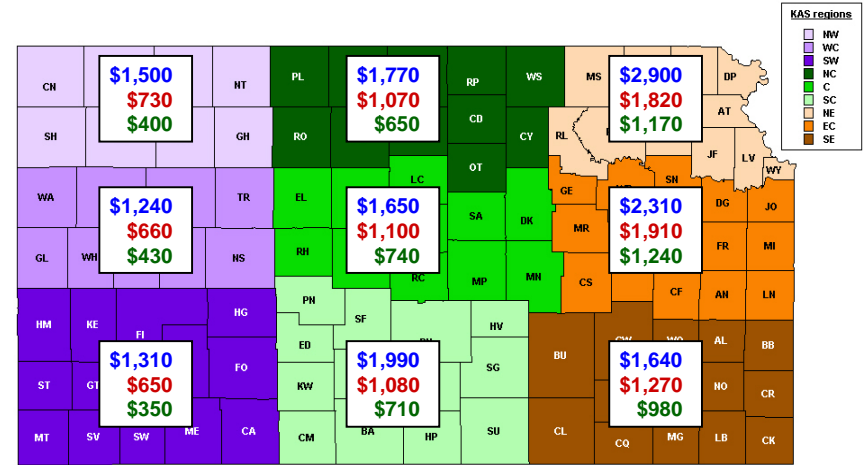 KAS regions
NW
WC
SW
NC
C
SC
NE
EC
SE
CN
NT
PL
RP
WS
MS
DP
$1,500
$730
$400
$1,770
$1,070
$650
$2,900
$1,820
$1,170
SH
GH
RO
CD
CY
RL
AT
JF
LV
WY
OT
WA
TR
EL
LC
SA
DK
GE
SN
DG
JO
$1,240
$660
$430
$1,650
$1,100
$740
$2,310
$1,910
$1,240
GL
WH
NS
RH
RC
MP
MN
MR
CS
FR
MI
CF
AN
LN
HM
KE
FI
HG
PN
SF
HV
BU
AL
BB
$1,310
$650
$350
$1,990
$1,080
$710
$1,640
$1,270
$980
ST
GT
FO
ED
KW
SG
NO
CR
MT
SV
SW
ME
CA
CM
BA
HP
SU
CL
CQ
MG
LB
CK